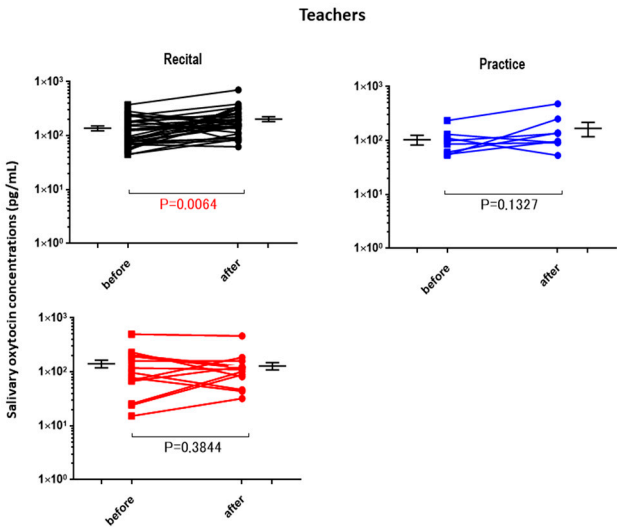 Teachers
Recital
Practice
Salivary oxytocin concentrations (pg/mL)
1×10³
1×10²
1×10¹
1×10⁰
P=0.0064
before
after
1×10³
1×10²
1×10¹
1×10⁰
P=0.1327
before
after
1×10³
1×10²
1×10¹
1×10⁰
P=0.3844
before
after